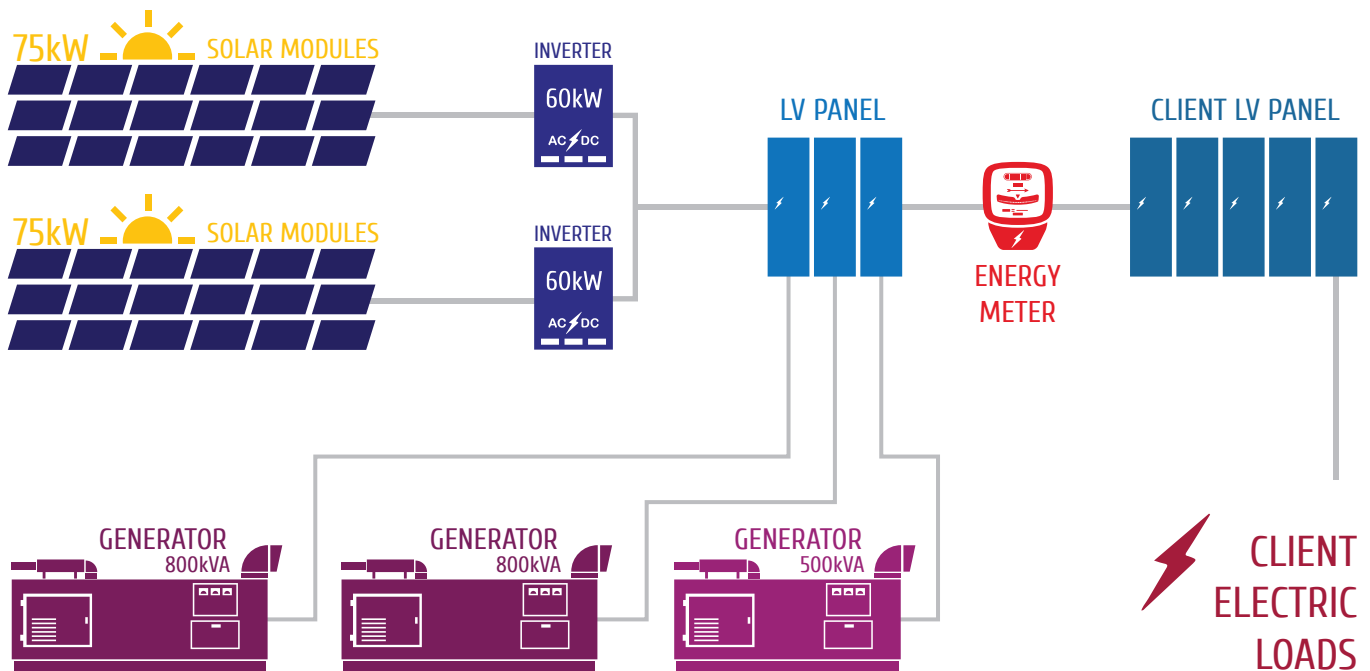 75kW SOLAR MODULES
INVERTER
60kW
AC DC
75kW SOLAR MODULES
INVERTER
60kW
AC DC
LV PANEL
ENERGY
METER
CLIENT LV PANEL
GENERATOR
800kVA
GENERATOR
800kVA
GENERATOR
500kVA
CLIENT
ELECTRIC
LOADS